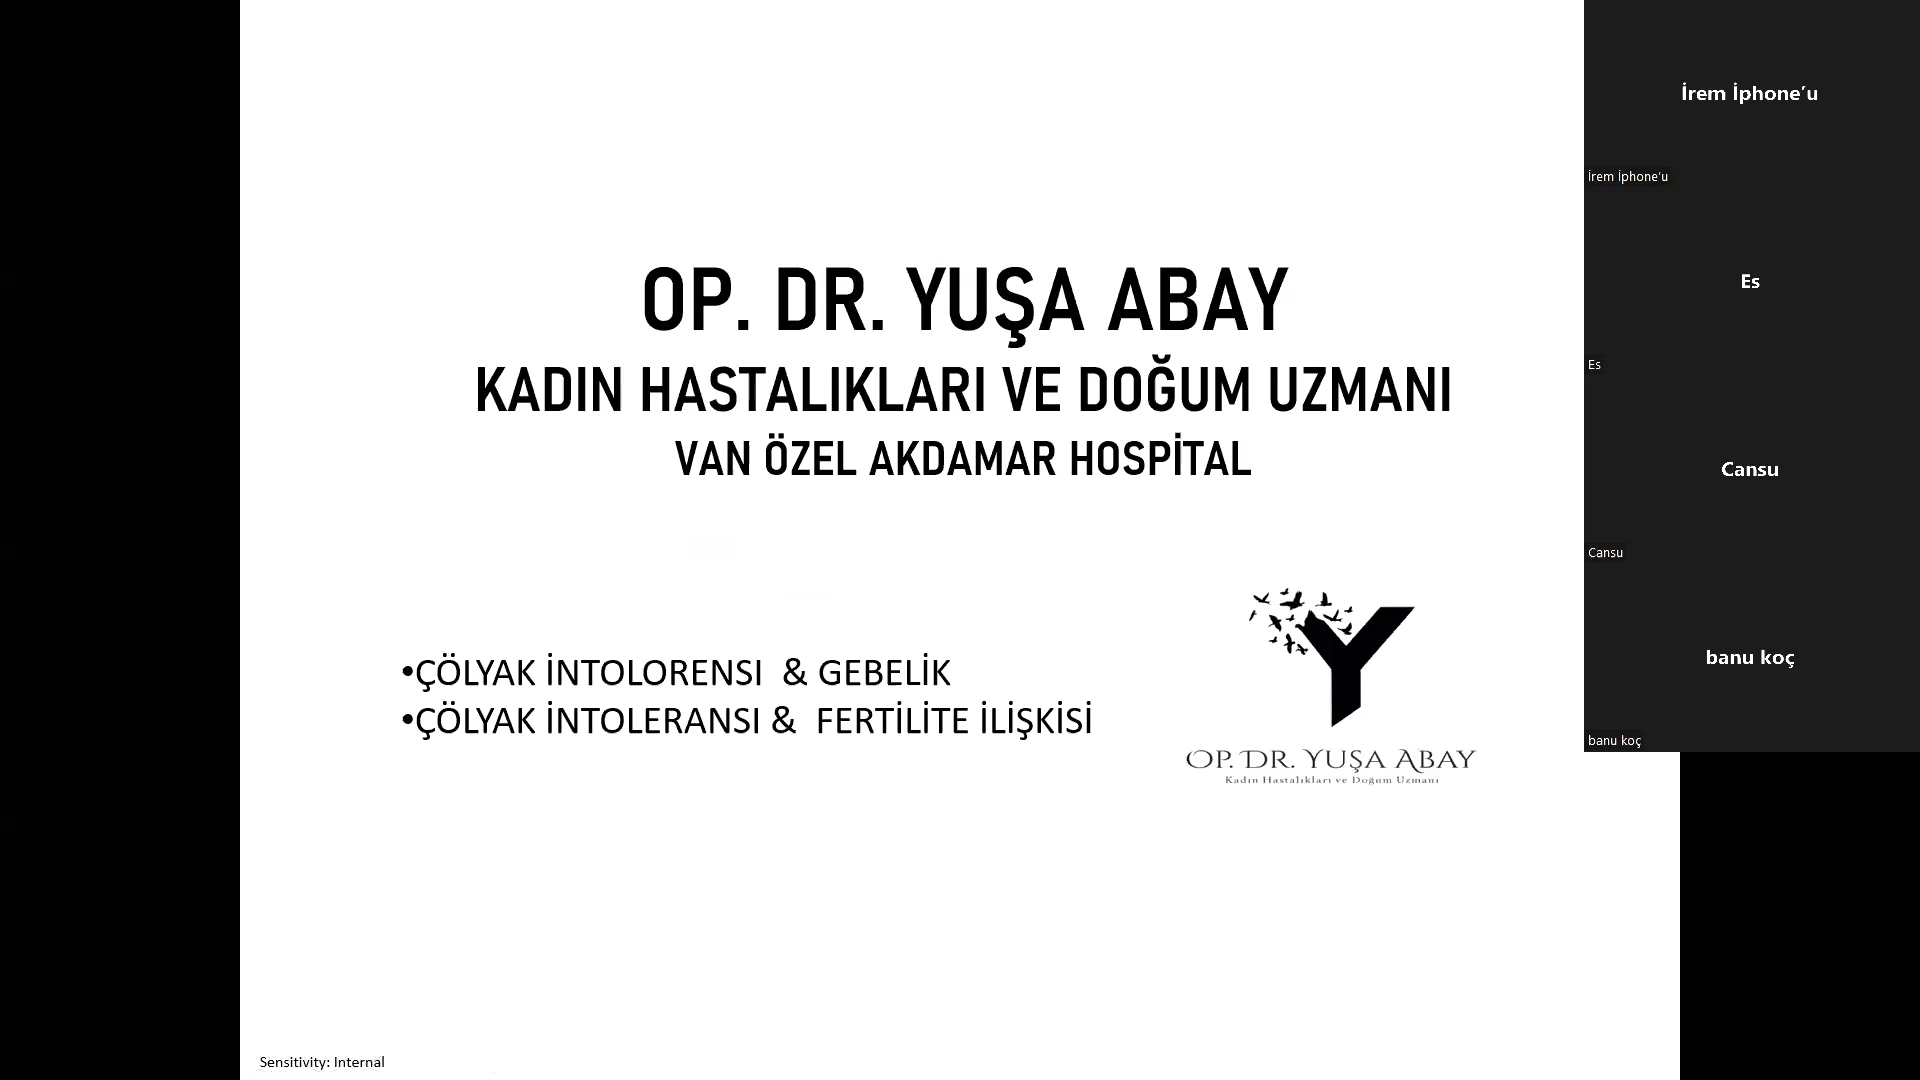 OP. DR. YUŞA ABAY
KADIN HASTALIKLARI VE DOĞUM UZMANI
VAN ÖZEL AKDAMAR HOSPİTAL
•ÇÖLYAK İNTOLORENSI & GEBELİK
•ÇÖLYAK İNTOLERANSI & FERTİLİTE İLİŞKİSİ
Y
OP. DR. YUŞA ABAY
Kadın Hastalıkları ve Doğum Uzmanı
Sensitivity: Internal
İrem İphone’u
İrem İphone'u
Es
Es
Cansu
Cansu
banu koç
banu koç